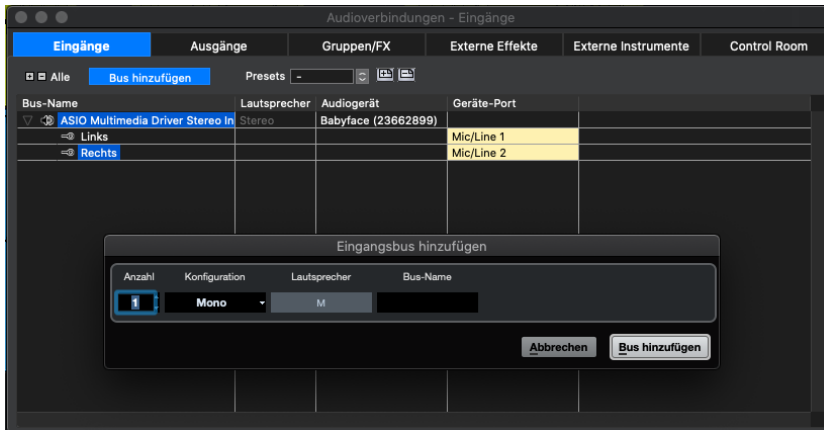 Audioverbindungen - Eingänge
Eingänge Ausgänge Gruppen/FX Externe Effekte Externe Instrumente Control Room
Alle Bus hinzufügen Presets -
Bus-Name Lautsprecher Audiogerät Geräte-Port
ASIO Multimedia Driver Stereo In Stereo Babyface (23662899)
Links Mic/Line 1
Rechts Mic/Line 2
Eingangsbus hinzufügen
Anzahl Konfiguration Lautsprecher Bus-Name
1 Mono M
Abbrechen Bus hinzufügen